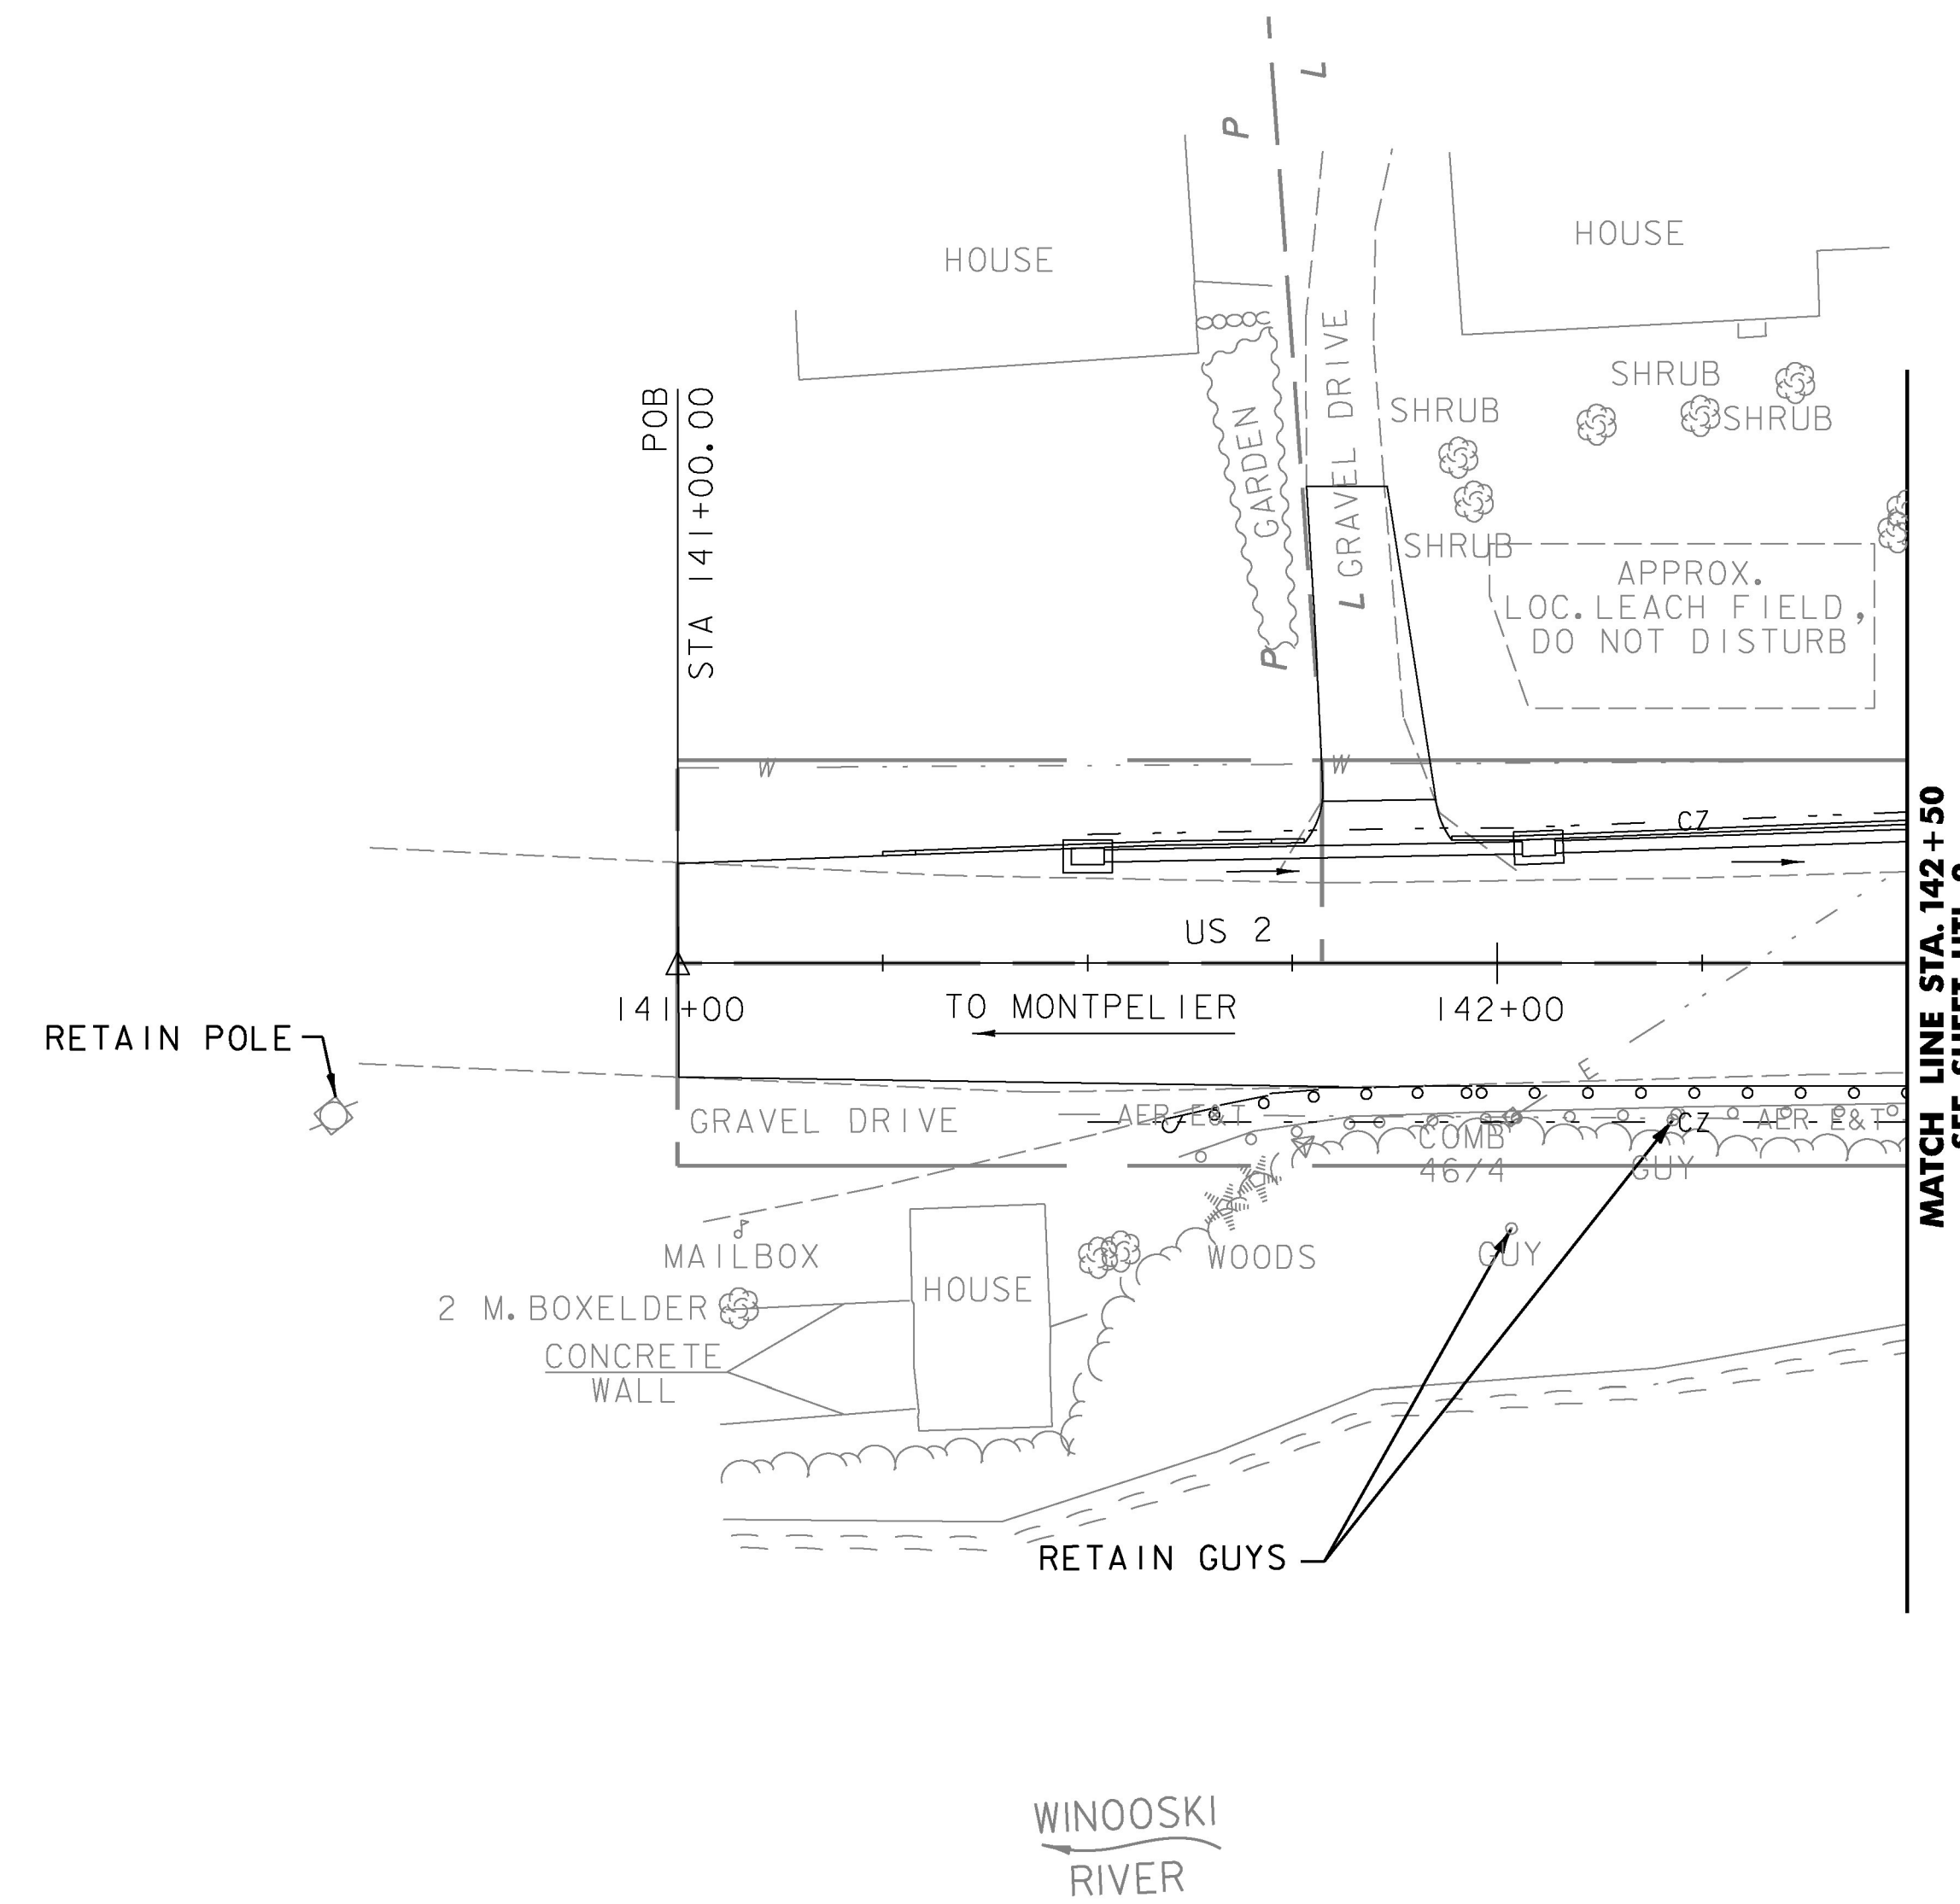 L
P
HOUSE
HOUSE
GRAVEL DRIVE
GARDEN
SHRUB
SHRUB
SHRUB
SHRUB
POB
STA 141+00.00
L
P
APPROX.
LOC. LEACH FIELD,
DO NOT DISTURB
W
W
CZ
US 2
141+00
TO MONTPELIER
142+00
MATCH LINE STA. 142+50
RETAIN POLE
E
GRAVEL DRIVE
AER E&T
CZ
AER E&T
COMB
46/4
GUY
MAILBOX
WOODS
GUY
2 M. BOXELDER
HOUSE
CONCRETE
WALL
RETAIN GUYS
WINOOSKI
RIVER